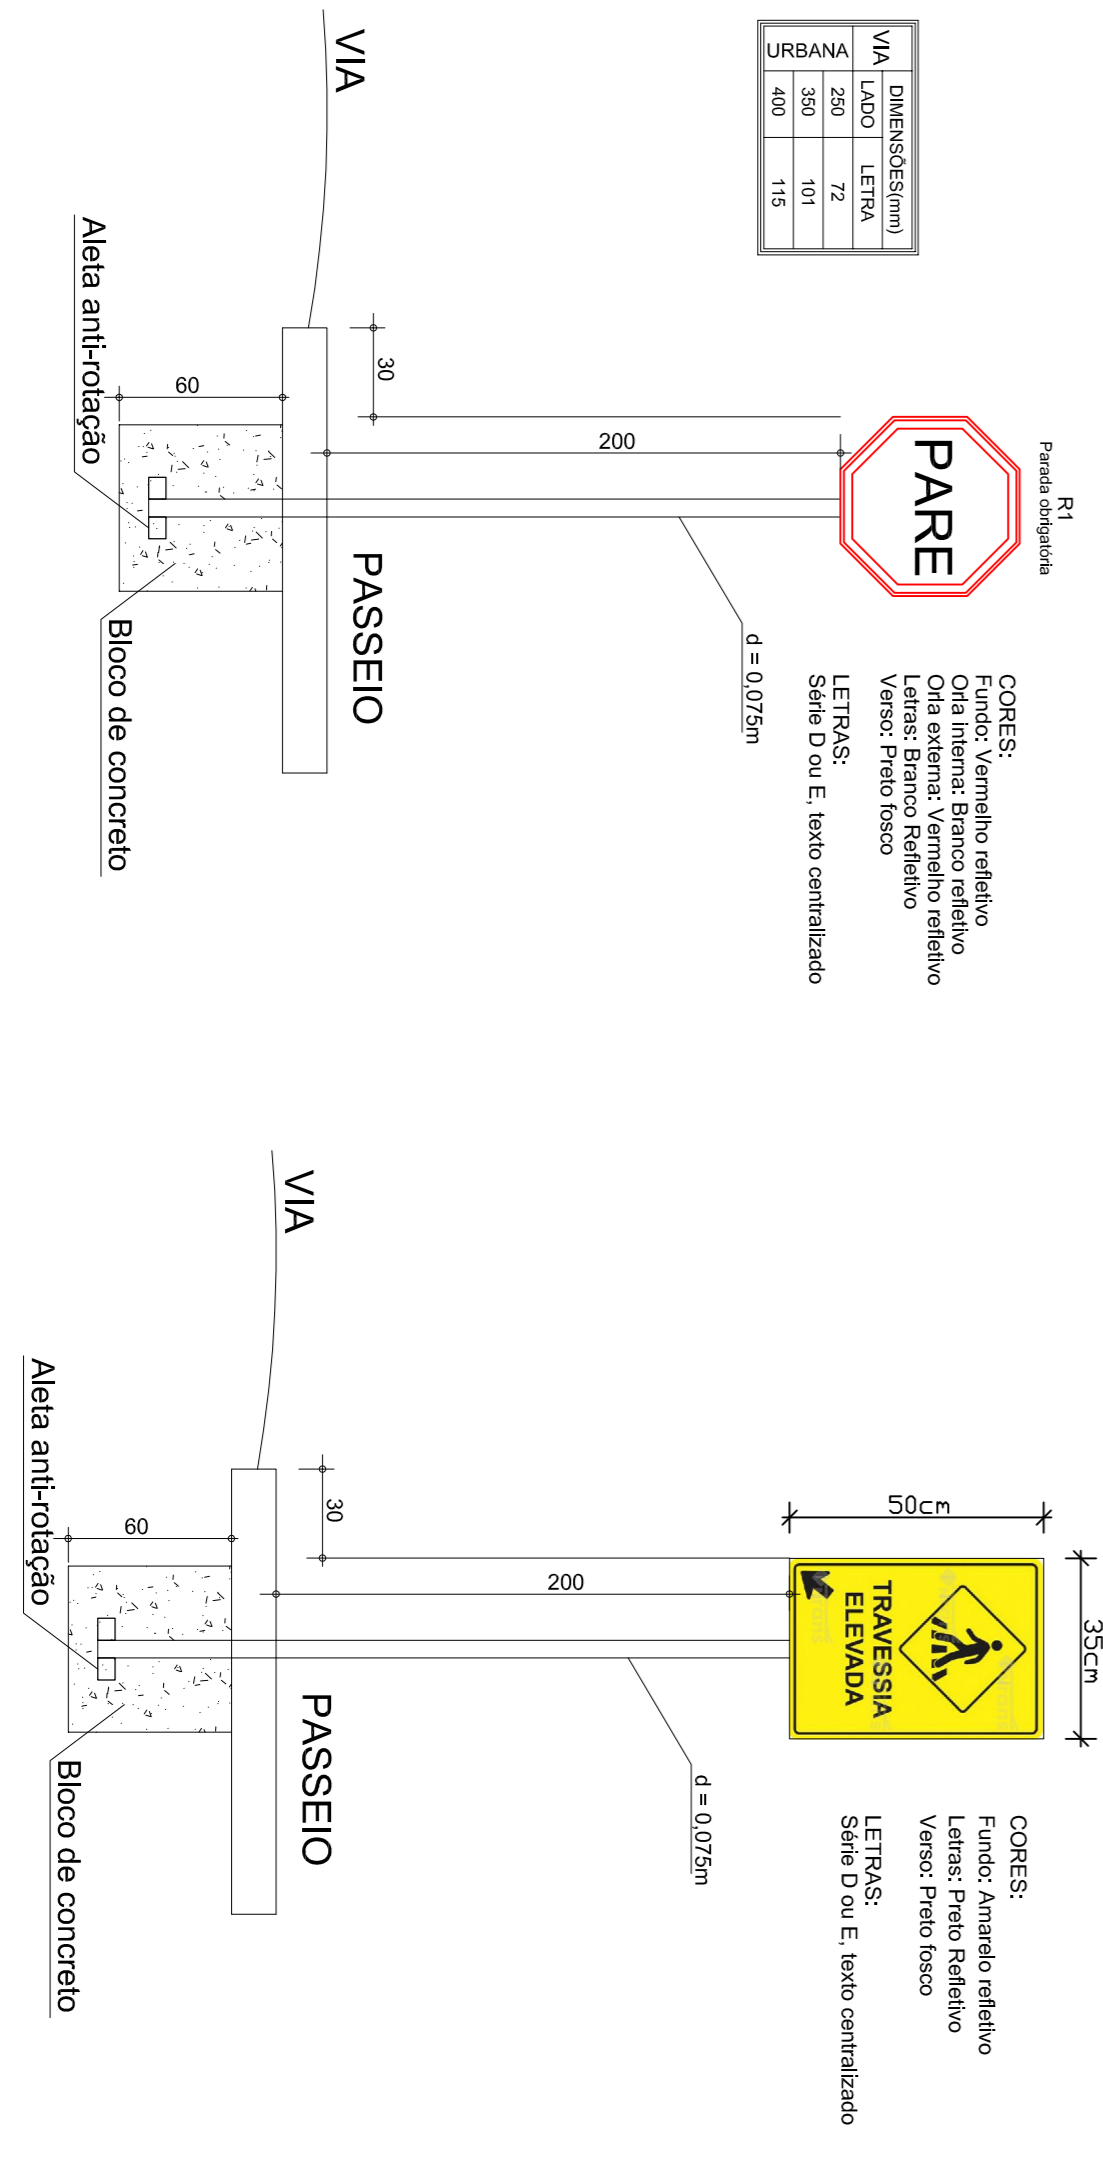 R1
Parada obrigatória
PARE
VIA
DIMENSÕES(mm)
LADO
LETRA
URBANA
250
72
350
101
400
115
CORES:
Fundo: Vermelho refletivo
Orla interna: Branco refletivo
Orla externa: Vermelho refletivo
Letras: Branco Refletivo
Verso: Preto fosco
LETRAS:
Série D ou E, texto centralizado
d = 0,075m
200
30
VIA
PASSEIO
60
Aleta anti-rotação
Bloco de concreto
35cm
50cm
TRAVESSIA
ELEVADA
CORES:
Fundo: Amarelo refletivo
Letras: Preto Refletivo
Verso: Preto fosco
LETRAS:
Série D ou E, texto centralizado
d = 0,075m
200
30
VIA
PASSEIO
60
Aleta anti-rotação
Bloco de concreto